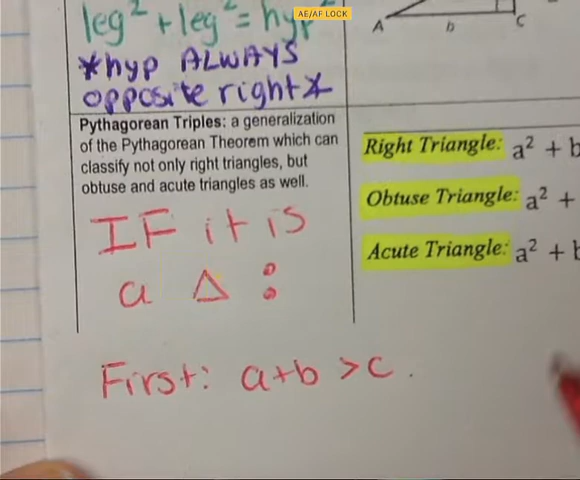 AE/AF LOCK
leg² + leg² = hyp²
*hyp ALWAYS
opposite right∡
A
b
C
Pythagorean Triples: a generalization
of the Pythagorean Theorem which can
classify not only right triangles, but
obtuse and acute triangles as well.
IF it is
a Δ :
First: a+b >c.
Right Triangle: a² + b
Obtuse Triangle: a² +
Acute Triangle: a² + b